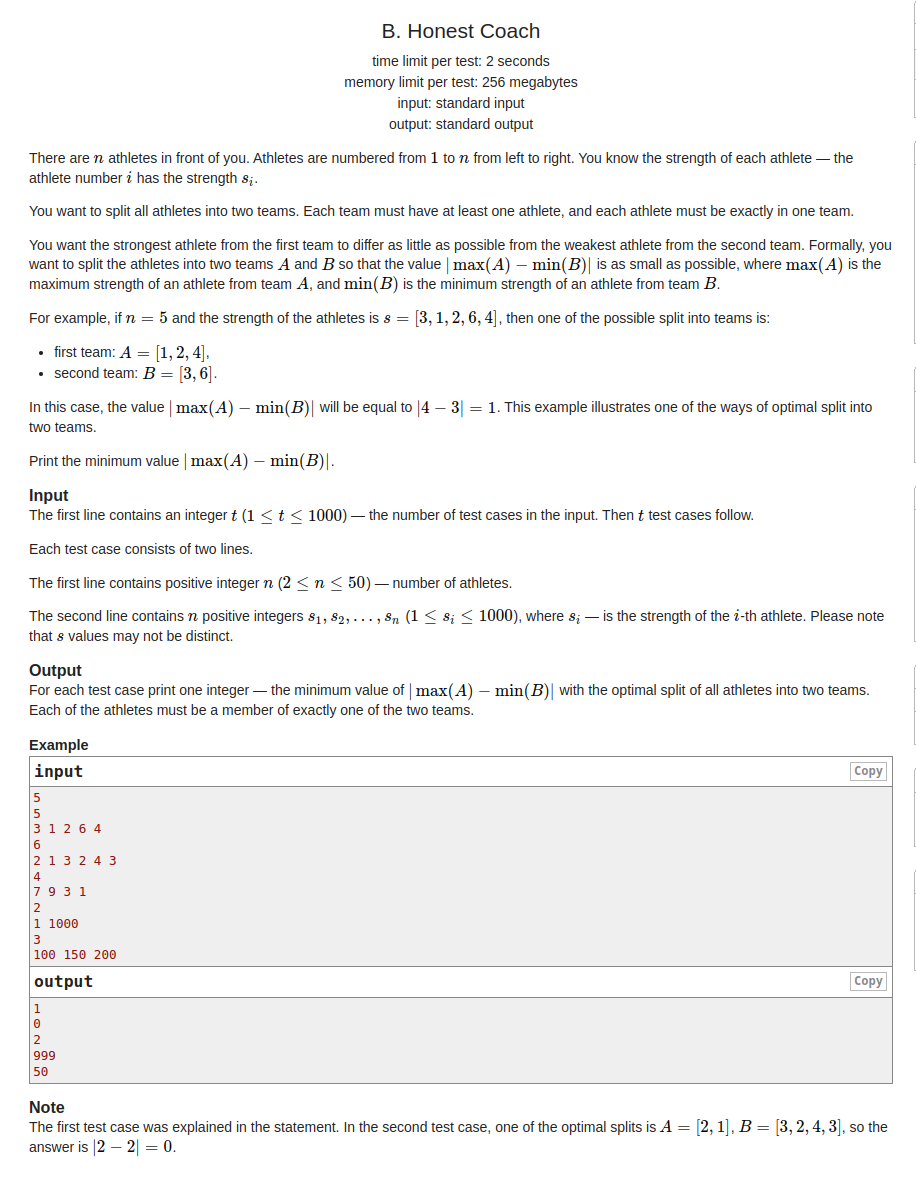 B. Honest Coach
time limit per test: 2 seconds
memory limit per test: 256 megabytes
input: standard input
output: standard output
There are n athletes in front of you. Athletes are numbered from 1 to n from left to right. You know the strength of each athlete — the
athlete number i has the strength s_i.
You want to split all athletes into two teams. Each team must have at least one athlete, and each athlete must be exactly in one team.
You want the strongest athlete from the first team to differ as little as possible from the weakest athlete from the second team. Formally, you
want to split the athletes into two teams A and B so that the value | max(A) − min(B)| is as small as possible, where max(A) is the
maximum strength of an athlete from team A, and min(B) is the minimum strength of an athlete from team B.
For example, if n = 5 and the strength of the athletes is s = [3, 1, 2, 6, 4], then one of the possible split into teams is:
• first team: A = [1, 2, 4],
• second team: B = [3, 6].
In this case, the value | max(A) − min(B)| will be equal to |4 − 3| = 1. This example illustrates one of the ways of optimal split into
two teams.
Print the minimum value | max(A) − min(B)|.
Input
The first line contains an integer t (1 ≤ t ≤ 1000) — the number of test cases in the input. Then t test cases follow.
Each test case consists of two lines.
The first line contains positive integer n (2 ≤ n ≤ 50) — number of athletes.
The second line contains n positive integers s_1, s_2, . . . , s_n (1 ≤ s_i ≤ 1000), where s_i — is the strength of the i-th athlete. Please note
that s values may not be distinct.
Output
For each test case print one integer — the minimum value of | max(A) − min(B)| with the optimal split of all athletes into two teams.
Each of the athletes must be a member of exactly one of the two teams.
Example
input Copy
5
5
3 1 2 6 4
6
2 1 3 2 4 3
4
7 9 3 1
2
1 1000
3
100 150 200
output Copy
1
0
2
999
50
Note
The first test case was explained in the statement. In the second test case, one of the optimal splits is A = [2, 1], B = [3, 2, 4, 3], so the
answer is |2 − 2| = 0.